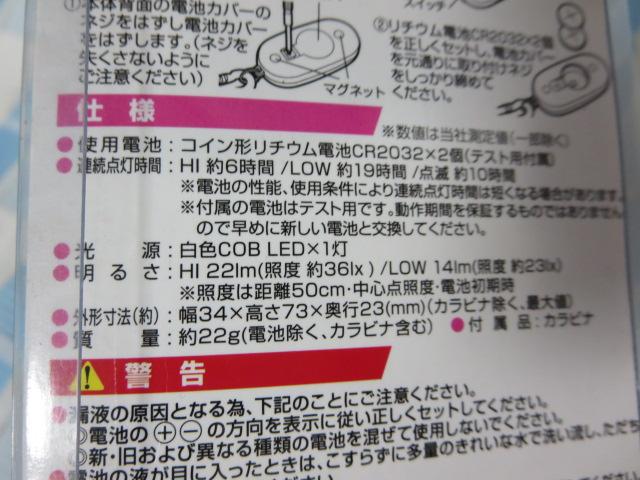 ①本体背面の電池カバーの
ネジをはずし電池カバー
をはずします。(ネジを
失くさないように
ご注意ください)
マグネット
スイッチ
②リチウム電池CR2032×2個
を正しくセットし、電池カバー
を元通りに取り付けネジ
をしっかり締めて
ください。
仕様
※数値は当社測定値(一部除く)
●使用電池：コイン形リチウム電池CR2032×2個(テスト用付属)
●連続点灯時間：HI 約6時間 /LOW 約19時間 /点滅 約10時間
※電池の性能、使用条件により連続点灯時間は短くなる場合があります。
※付属の電池はテスト用です。動作期間を保証するものではありません
ので早めに新しい電池と交換してください。
●光源：白色COB LED×1灯
●明るさ：HI 22lm(照度 約36lx) /LOW 14lm(照度 約23lx)
※照度は距離50cm・中心点照度・電池初期時
●外形寸法(約)：幅34×高さ73×奥行23(mm)(カラビナ除く、最大値)
●質量：約22g(電池除く、カラビナ含む) ●付属品：カラビナ
警告
●漏液の原因となる為、下記のことにご注意ください。
◎電池の⊕⊖の方向を表示に従い正しくセットしてください。
◎新・旧および異なる種類の電池を混ぜて使用しないでください。
●電池の液が目に入ったときは、こすらずに多量のきれいな水で洗い流し、ただち